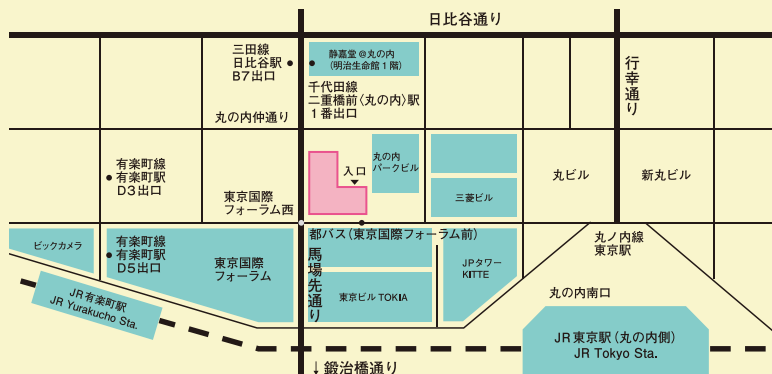 日比谷通り
三田線
日比谷駅
B7出口
静嘉堂@丸の内
(明治生命館1階)
行幸通り
千代田線
二重橋前〈丸の内〉駅
1番出口
丸の内仲通り
有楽町線
有楽町駅
D3出口
入口
丸の内
パークビル
三菱ビル
丸ビル
新丸ビル
東京国際
フォーラム西
都バス(東京国際フォーラム前)
ビックカメラ
有楽町線
有楽町駅
D5出口
東京国際
フォーラム
馬場先通り
JPタワー
KITTE
丸ノ内線
東京駅
東京ビルTOKIA
丸の内南口
JR有楽町駅
JR Yurakucho Sta.
JR東京駅(丸の内側)
JR Tokyo Sta.
↓鍛冶橋通り